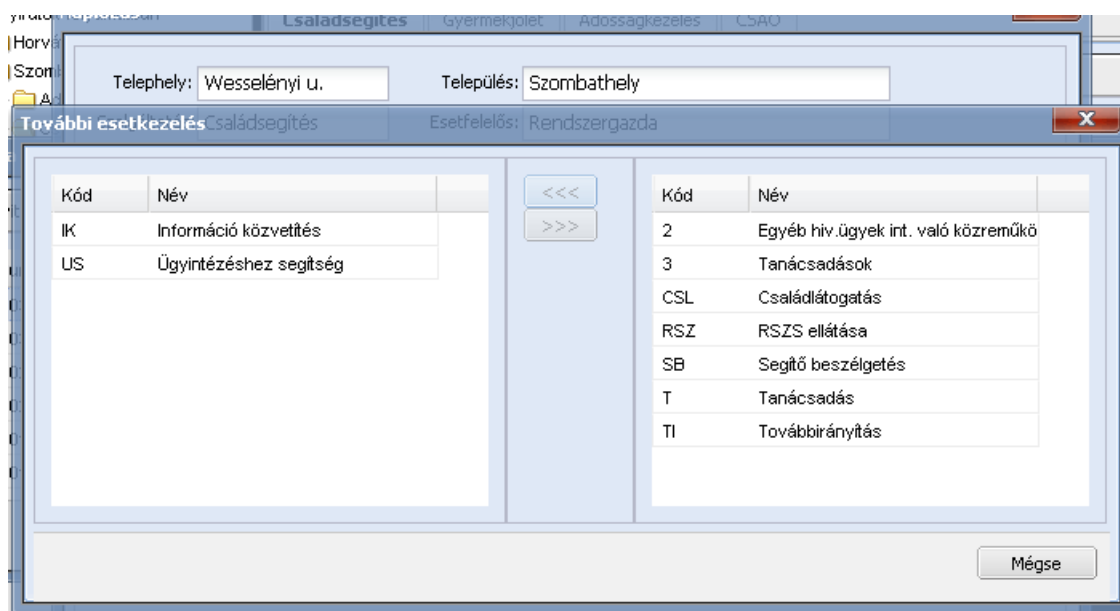 Családsegítés Gyermekjólét Adósságkezelés CSAO
Horvá
Szom
Telephely: Wesselényi u. Település: Szombathely
További esetkezelés Családsegítés Esetfelelős: Rendszergazda
Kód Név <<< Kód Név
IK Információ közvetítés >>> 2 Egyéb hiv.ügyek int. való közreműkö
US Ügyintézéshez segítség 3 Tanácsadások
CSL Családlátogatás
RSZ RSZS ellátása
SB Segítő beszélgetés
T Tanácsadás
TI Továbbirányítás
Mégse